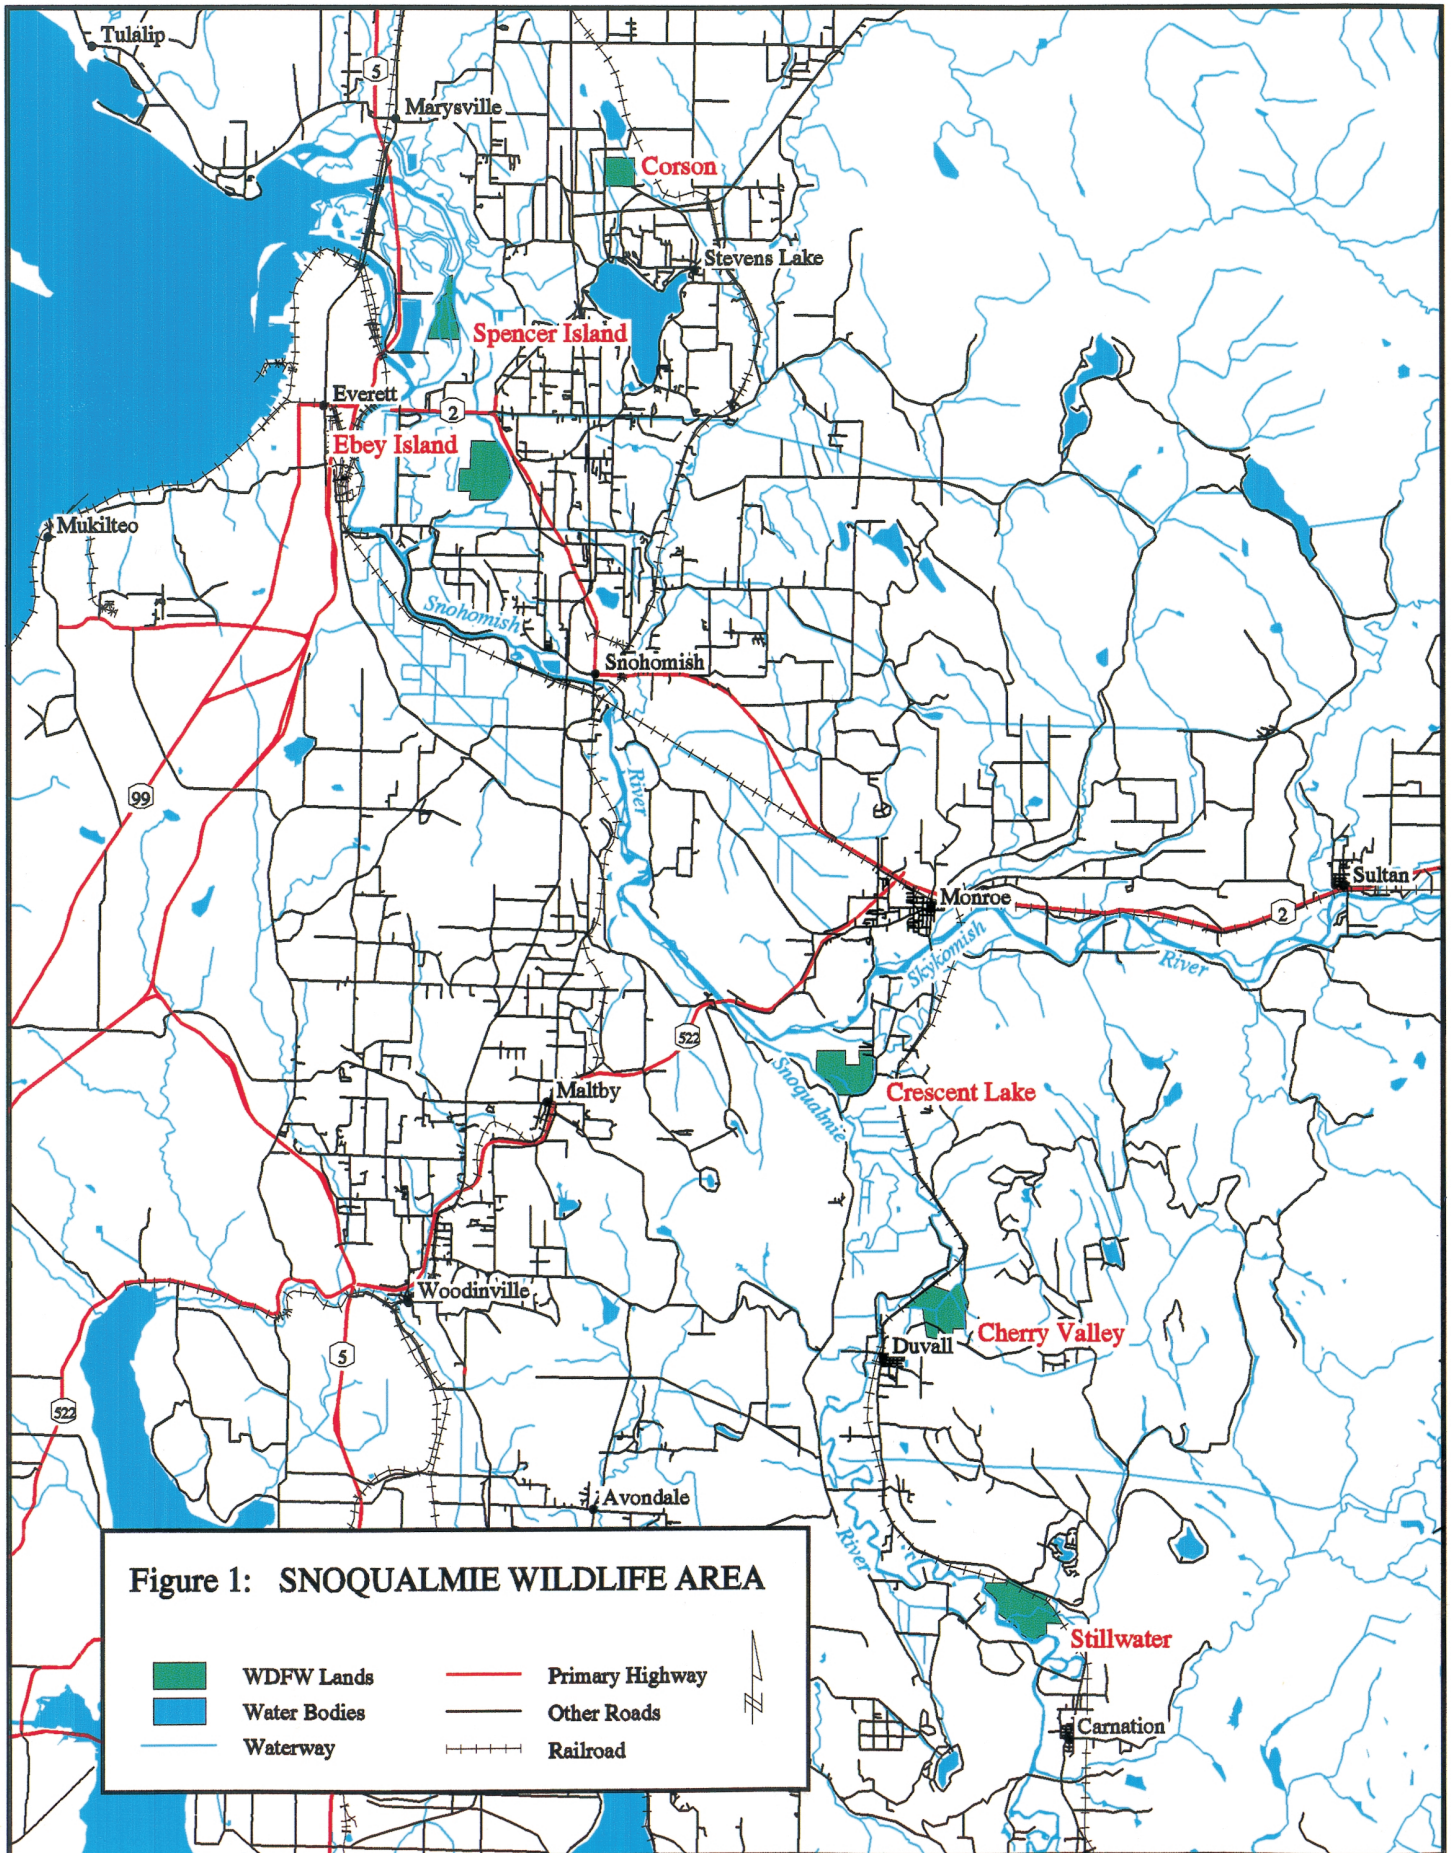 Tulalip
5
Marysville
Corson
Stevens Lake
Spencer Island
Everett
2
Ebey Island
Mukilteo
Snohomish
Snohomish
River
99
Sultan
Monroe
2
Skykomish
River
522
Snoqualmie
Crescent Lake
Maltby
Woodinville
Cherry Valley
Duvall
5
522
Avondale
River
Stillwater
Carnation
Figure 1: SNOQUALMIE WILDLIFE AREA
WDFW Lands
Primary Highway
Water Bodies
Other Roads
Waterway
Railroad
N